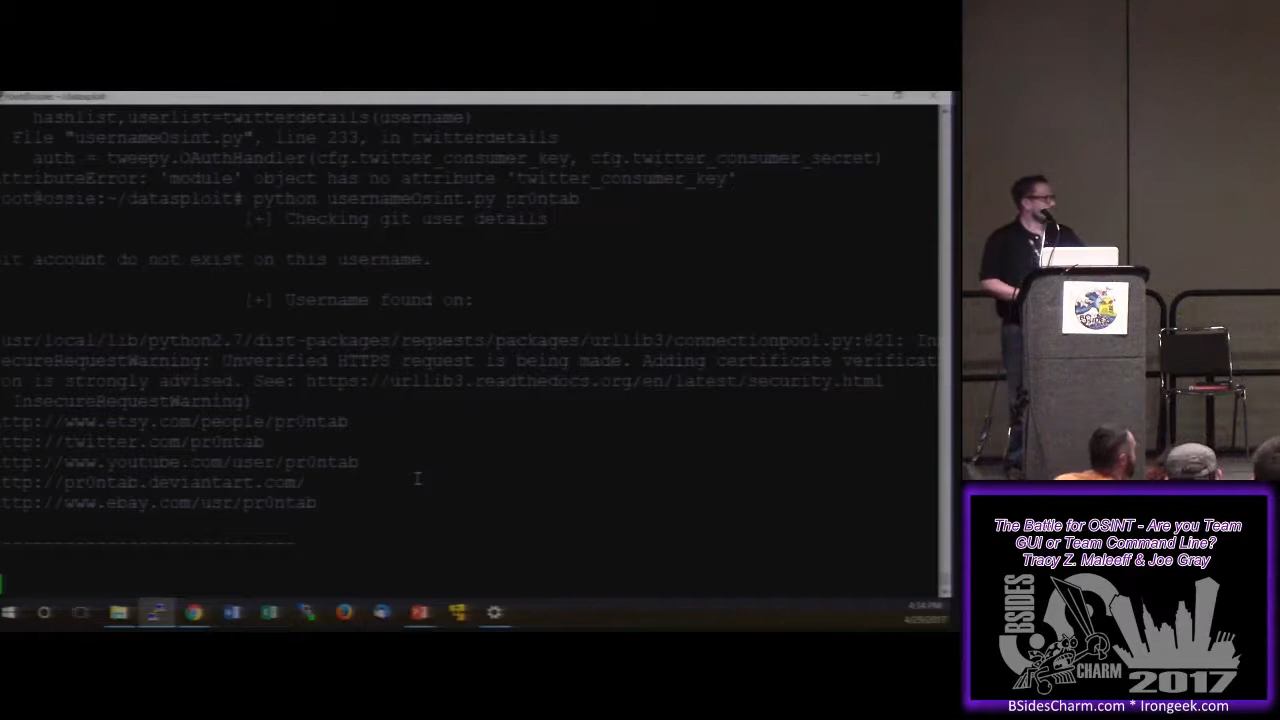 hashlist,userlist=twitterdetails(username)
File "usernameOsint.py", line 233, in twitterdetails
auth = tweepy.OAuthHandler(cfg.twitter_consumer_key, cfg.twitter_consumer_secret)
ttributeError: 'module' object has no attribute 'twitter_consumer_key'
oot@ossie:~/datasploit# python usernameOsint.py pr0ntab
[+] Checking git user details
it account do not exist on this username.
[+] Username found on:
usr/local/lib/python2.7/dist-packages/requests/packages/urllib3/connectionpool.py:821: In
ecureRequestWarning: Unverified HTTPS request is being made. Adding certificate verificat
on is strongly advised. See: https://urllib3.readthedocs.org/en/latest/security.html
InsecureRequestWarning)
ttp://www.etsy.com/people/pr0ntab
ttp://twitter.com/pr0ntab
ttp://www.youtube.com/user/pr0ntab
ttp://pr0ntab.deviantart.com/
ttp://www.ebay.com/usr/pr0ntab
----------------------------
4:14 PM
4/29/2017
The Battle for OSINT - Are you Team
GUI or Team Command Line?
Tracy Z. Maleeff & Joe Gray
BSIDES
CHARM
2017
BSidesCharm.com * Irongeek.com